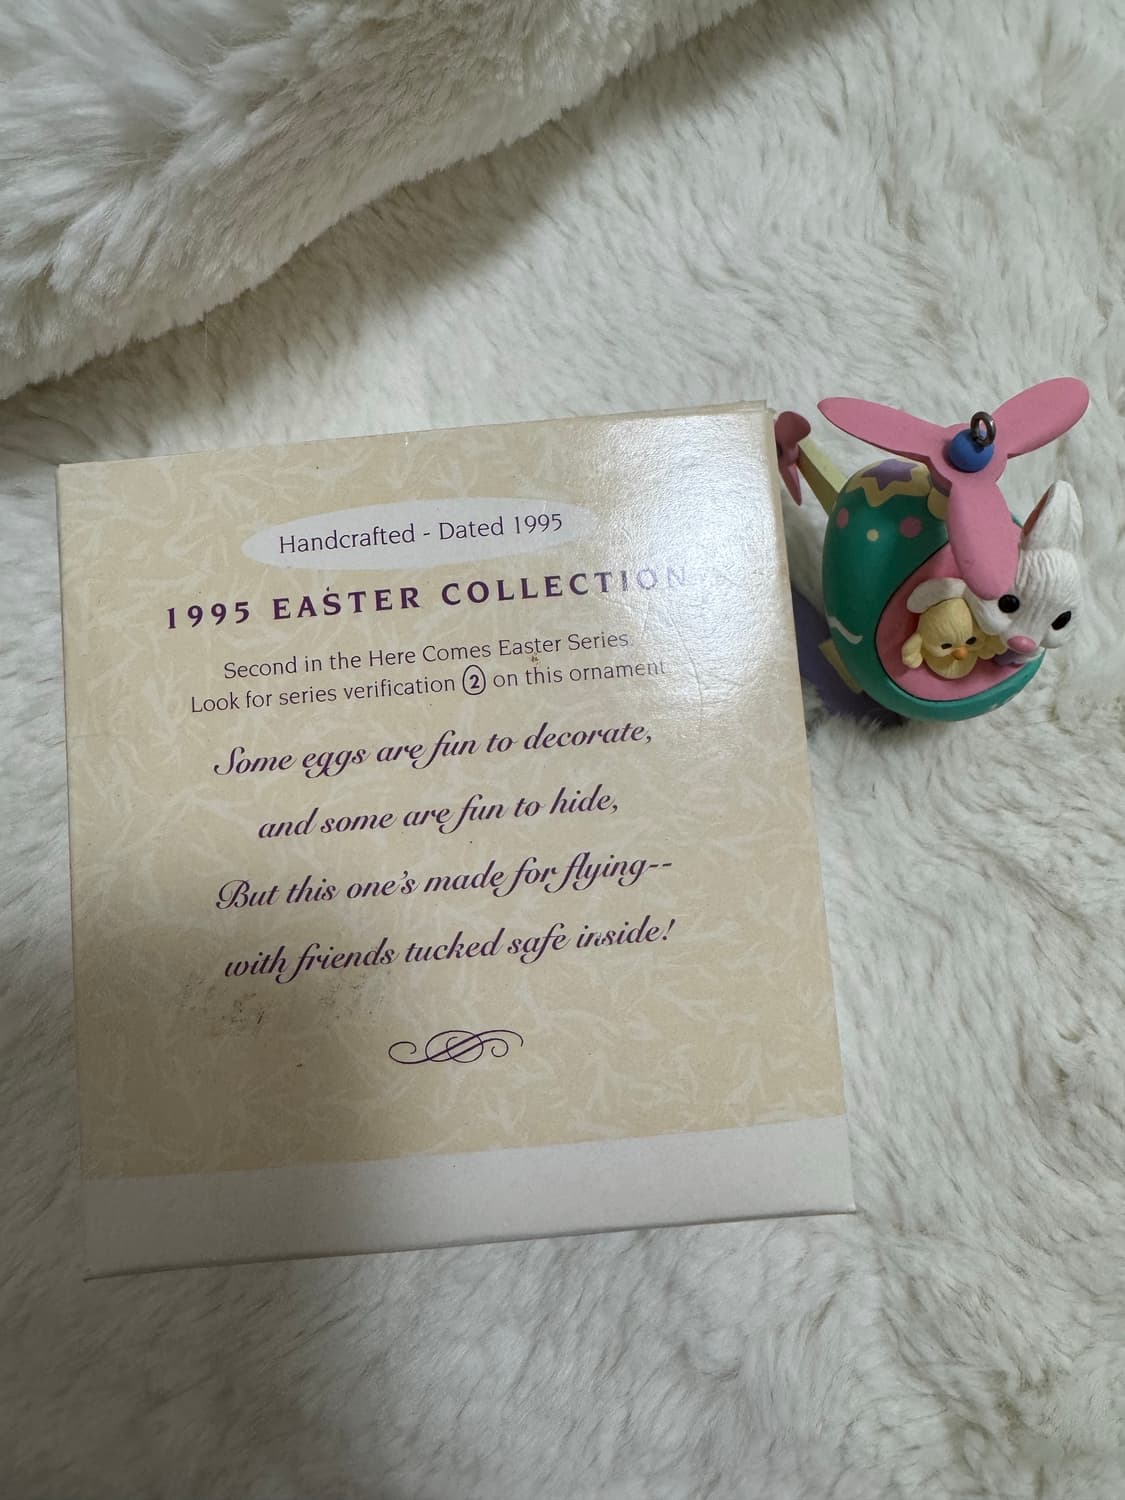 Handcrafted - Dated 1995
1995 EASTER COLLECTION
Second in the Here Comes Easter Series.
Look for series verification 2 on this ornament
Some eggs are fun to decorate,
and some are fun to hide,
But this one's made for flying--
with friends tucked safe inside!